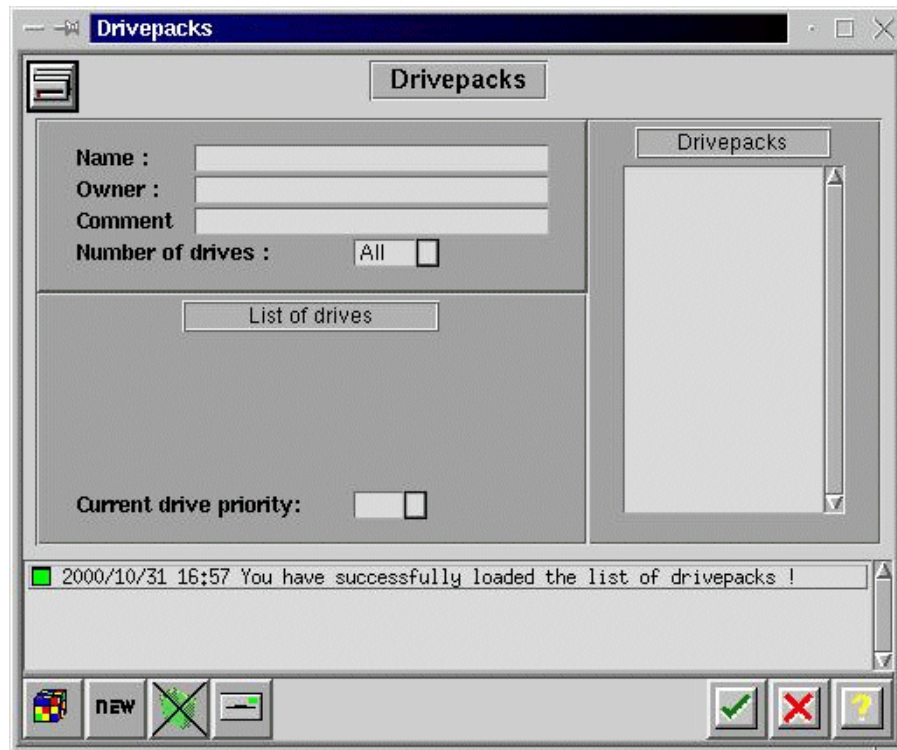 Drivepacks
Drivepacks
Name :
Owner :
Comment
Number of drives :
All
List of drives
Current drive priority:
Drivepacks
2000/10/31 16:57 You have successfully loaded the list of drivepacks !
NEW
?